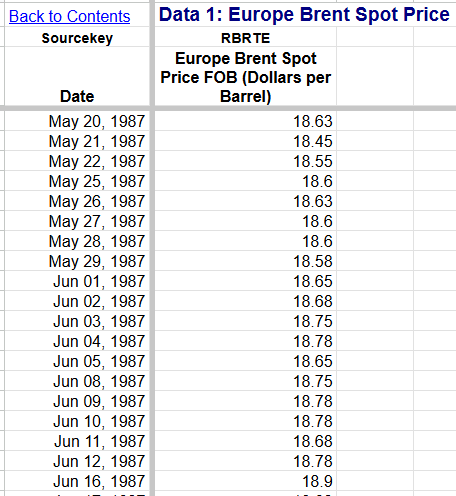 Back to Contents Data 1: Europe Brent Spot Price
Sourcekey RBRTE
Date Europe Brent Spot
Price FOB (Dollars per
Barrel)
May 20, 1987 18.63
May 21, 1987 18.45
May 22, 1987 18.55
May 25, 1987 18.6
May 26, 1987 18.63
May 27, 1987 18.6
May 28, 1987 18.6
May 29, 1987 18.58
Jun 01, 1987 18.65
Jun 02, 1987 18.68
Jun 03, 1987 18.75
Jun 04, 1987 18.78
Jun 05, 1987 18.65
Jun 08, 1987 18.75
Jun 09, 1987 18.78
Jun 10, 1987 18.78
Jun 11, 1987 18.68
Jun 12, 1987 18.78
Jun 16, 1987 18.9